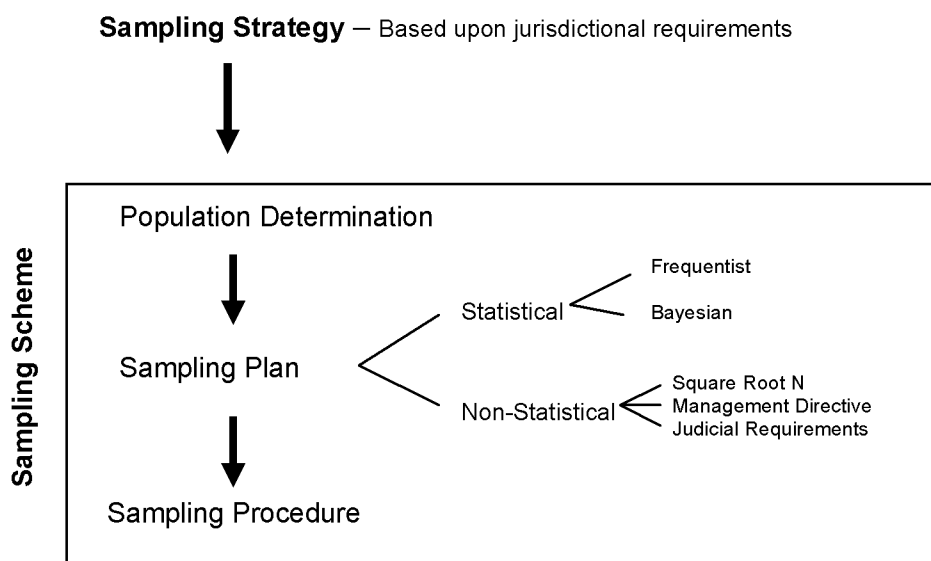 Sampling Strategy — Based upon jurisdictional requirements
Sampling Scheme
Population Determination
Sampling Plan
Statistical
Frequentist
Bayesian
Non-Statistical
Square Root N
Management Directive
Judicial Requirements
Sampling Procedure